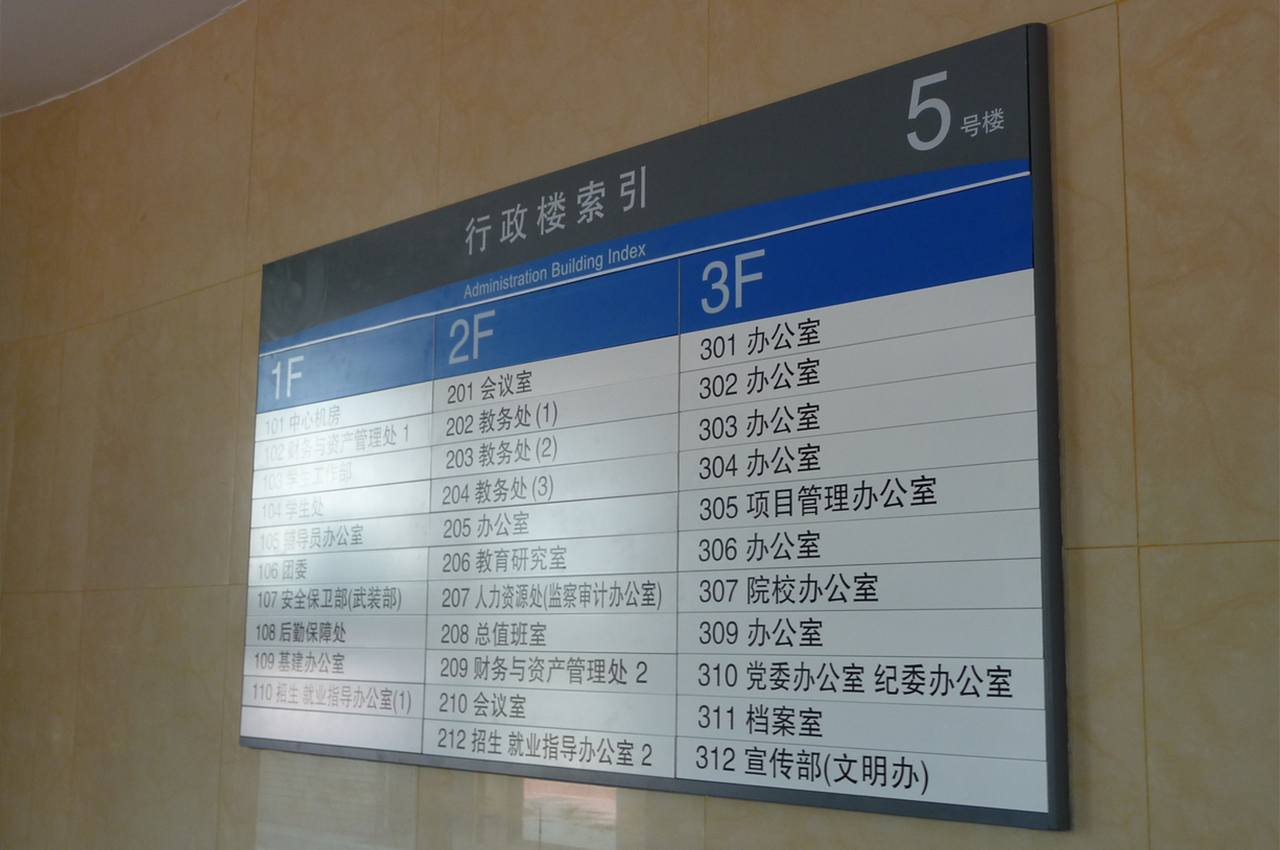 5号楼
行政楼索引
Administration Building Index
1F
101 中心机房
102 财务与资产管理处 1
103 学生工作部
104 学生处
105 辅导员办公室
106 团委
107 安全保卫部(武装部)
108 后勤保障处
109 基建办公室
110 招生 就业指导办公室(1)
2F
201 会议室
202 教务处(1)
203 教务处(2)
204 教务处(3)
205 办公室
206 教育研究室
207 人力资源处(监察审计办公室)
208 总值班室
209 财务与资产管理处 2
210 会议室
212 招生 就业指导办公室 2
3F
301 办公室
302 办公室
303 办公室
304 办公室
305 项目管理办公室
306 办公室
307 院校办公室
309 办公室
310 党委办公室 纪委办公室
311 档案室
312 宣传部(文明办)